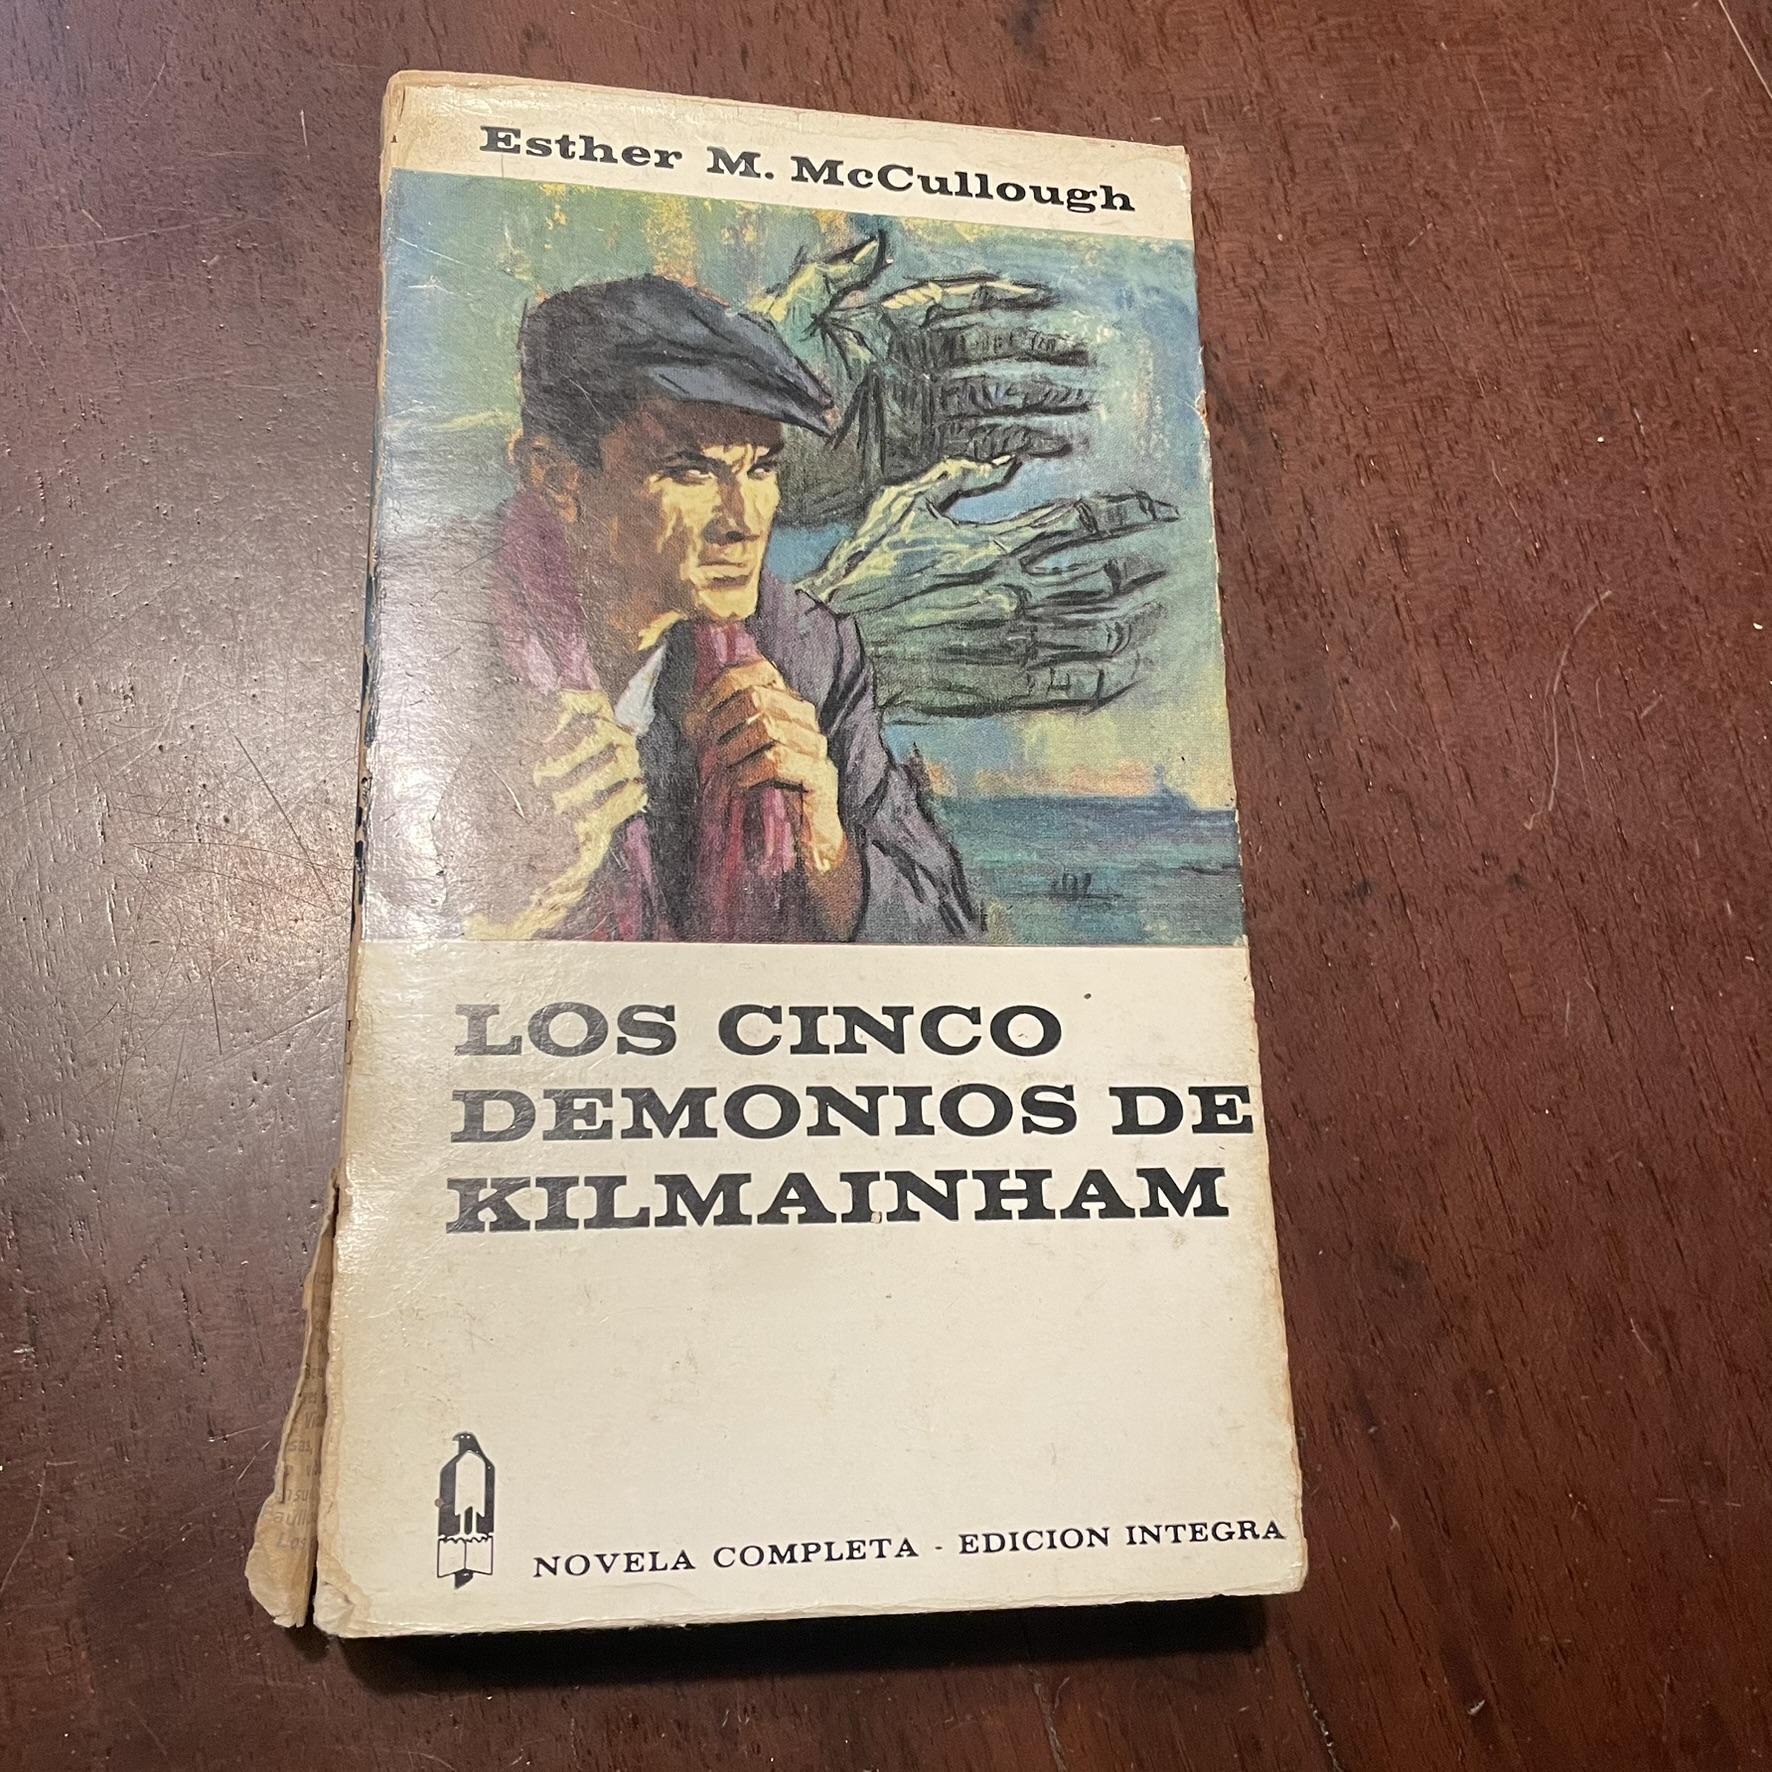 Esther M. McCullough
LOS CINCO
DEMONIOS DE
KILMAINHAM
NOVELA COMPLETA - EDICION INTEGRA